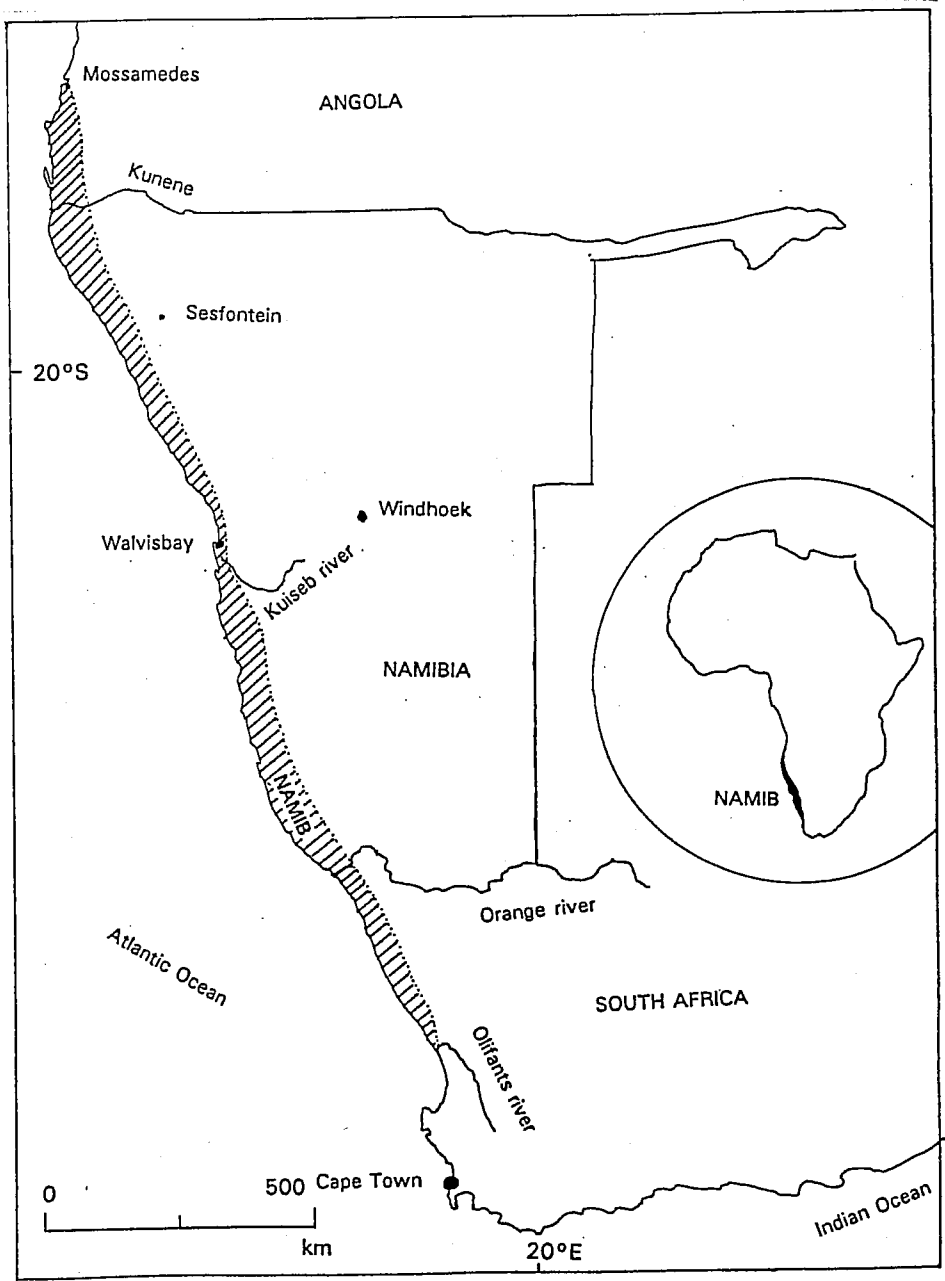 Mossamedes
ANGOLA
Kunene
Sesfontein
20°S
Windhoek
Walvisbay
Kuiseb river
NAMIBIA
NAMIB
NAMIB
Orange river
Atlantic Ocean
SOUTH AFRICA
Olifants river
0
500
Cape Town
km
20°E
Indian Ocean